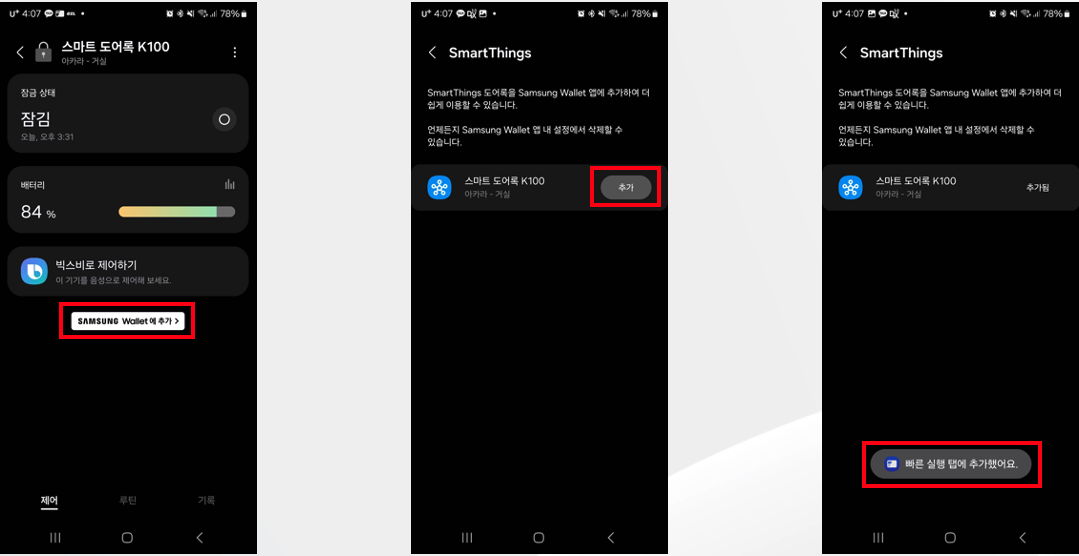 U⁺ 4:07
78%
스마트 도어록 K100
아카라 - 거실
잠금 상태
잠김
오늘, 오후 3:31
배터리
84 %
빅스비로 제어하기
이 기기를 음성으로 제어해 보세요.
SAMSUNG Wallet에 추가 >
제어 루틴 기록
U⁺ 4:07
78%
SmartThings
SmartThings 도어록을 Samsung Wallet 앱에 추가하여 더
쉽게 이용할 수 있습니다.
언제든지 Samsung Wallet 앱 내 설정에서 삭제할 수
있습니다.
스마트 도어록 K100
아카라 - 거실
추가
U⁺ 4:07
78%
SmartThings
SmartThings 도어록을 Samsung Wallet 앱에 추가하여 더
쉽게 이용할 수 있습니다.
언제든지 Samsung Wallet 앱 내 설정에서 삭제할 수
있습니다.
스마트 도어록 K100
아카라 - 거실
추가됨
빠른 실행 탭에 추가했어요.